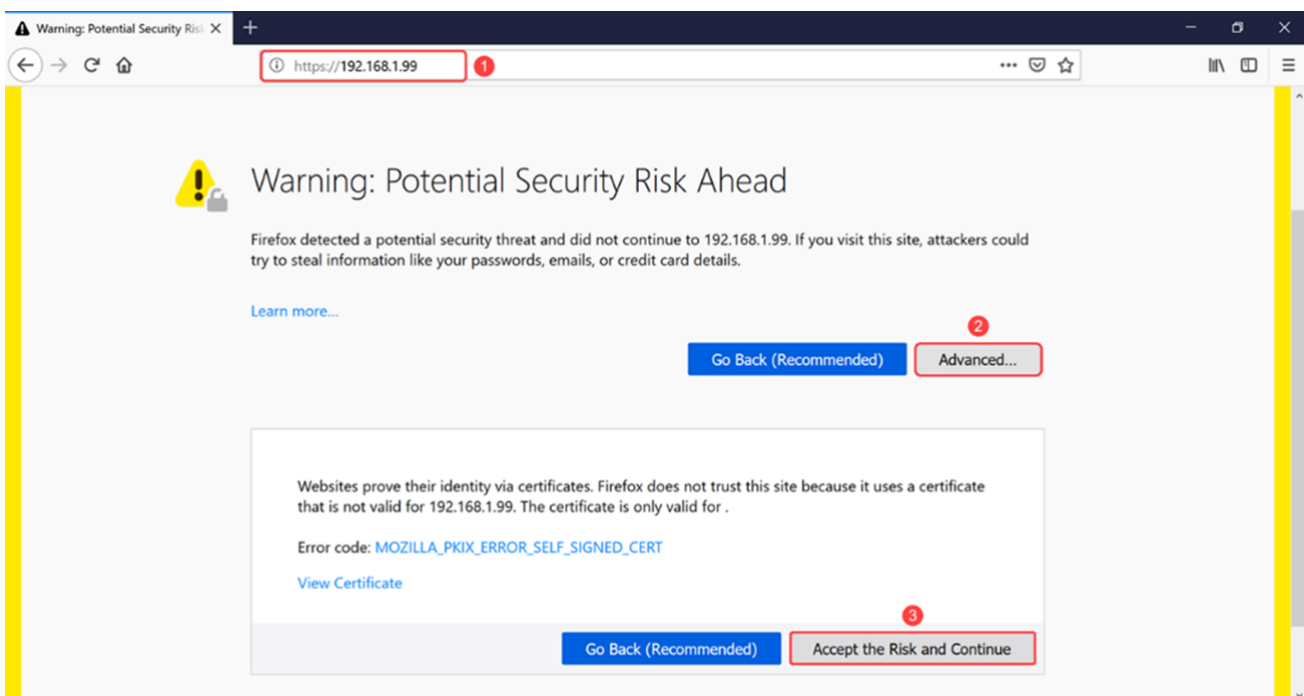 Warning: Potential Security Ris
https://192.168.1.99
1
Warning: Potential Security Risk Ahead
Firefox detected a potential security threat and did not continue to 192.168.1.99. If you visit this site, attackers could
try to steal information like your passwords, emails, or credit card details.
Learn more...
2
Go Back (Recommended)
Advanced...
Websites prove their identity via certificates. Firefox does not trust this site because it uses a certificate
that is not valid for 192.168.1.99. The certificate is only valid for .
Error code: MOZILLA_PKIX_ERROR_SELF_SIGNED_CERT
View Certificate
3
Go Back (Recommended)
Accept the Risk and Continue